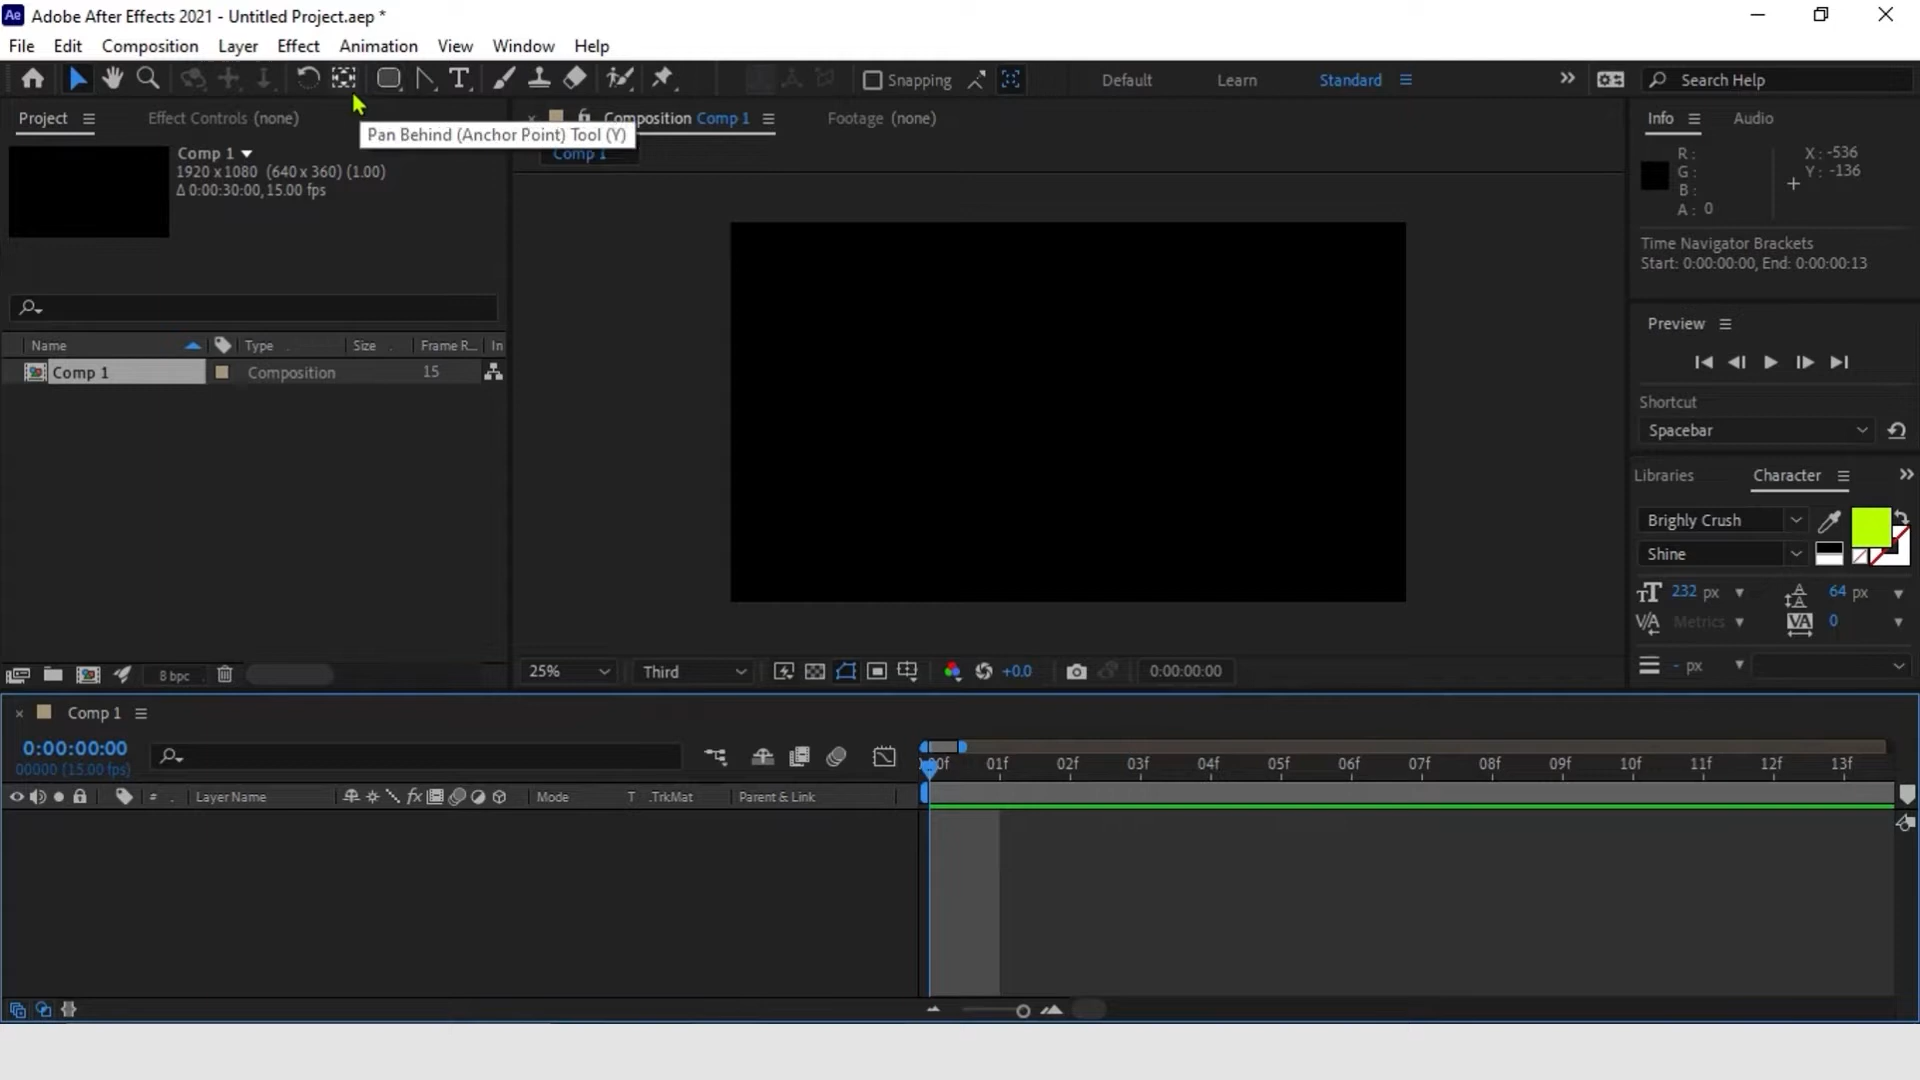 Ae Adobe After Effects 2021 - Untitled Project.aep *
File Edit Composition Layer Effect Animation View Window Help
Snapping Default Learn Standard Search Help
Project Effect Controls (none) Composition Comp 1 Footage (none) Info Audio
Pan Behind (Anchor Point) Tool (Y)
Comp 1
1920 x 1080 (640 x 360) (1.00)
Δ 0:00:30:00, 15.00 fps
Comp 1
R:
G:
B:
A: 0
X: -536
Y: -136
Time Navigator Brackets
Start: 0:00:00:00, End: 0:00:00:13
Name Type Size Frame R... In
Comp 1 Composition 15
Preview
Shortcut
Spacebar
Libraries Character
Brighly Crush
Shine
232 px 64 px
Metrics 0
- px
8 bpc
25% Third +0.0 0:00:00:00
Comp 1
0:00:00:00
00000 (15.00 fps)
Layer Name Mode T .TrkMat Parent & Link
:00f 01f 02f 03f 04f 05f 06f 07f 08f 09f 10f 11f 12f 13f